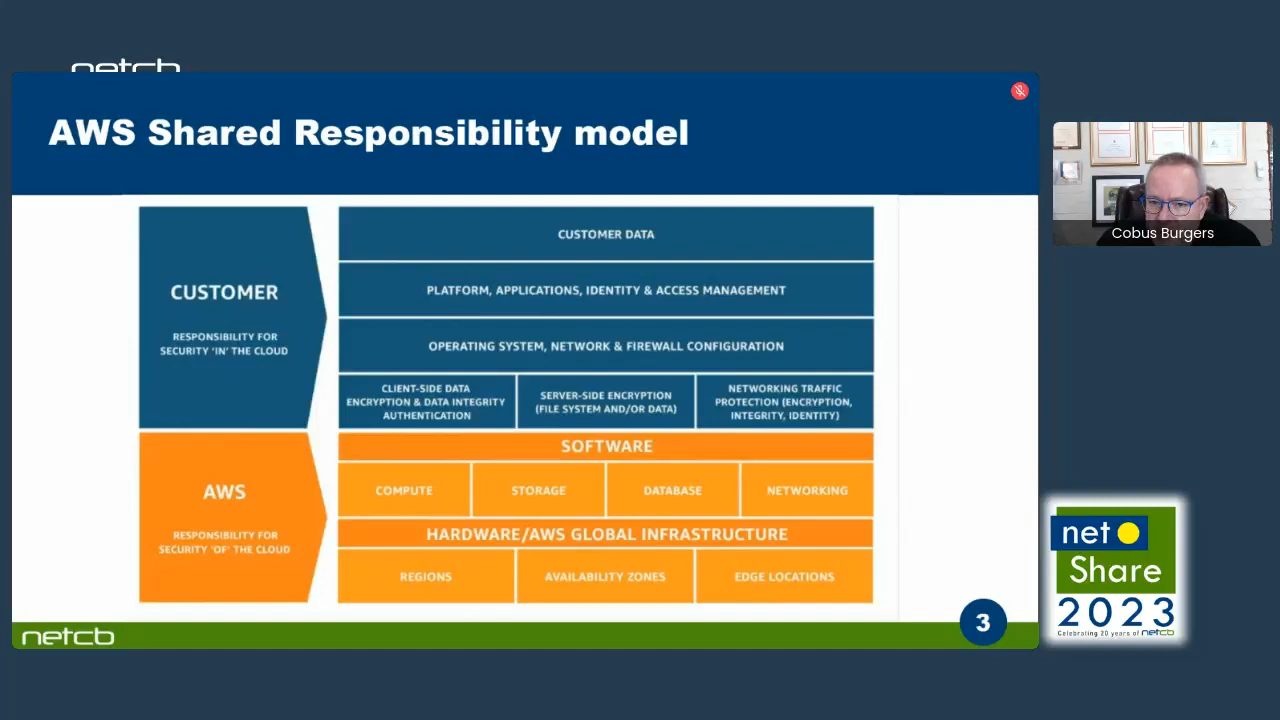 netcb
AWS Shared Responsibility model
CUSTOMER
RESPONSIBILITY FOR
SECURITY 'IN' THE CLOUD
CUSTOMER DATA
PLATFORM, APPLICATIONS, IDENTITY & ACCESS MANAGEMENT
OPERATING SYSTEM, NETWORK & FIREWALL CONFIGURATION
CLIENT-SIDE DATA
ENCRYPTION & DATA INTEGRITY
AUTHENTICATION
SERVER-SIDE ENCRYPTION
(FILE SYSTEM AND/OR DATA)
NETWORKING TRAFFIC
PROTECTION (ENCRYPTION,
INTEGRITY, IDENTITY)
AWS
RESPONSIBILITY FOR
SECURITY 'OF' THE CLOUD
SOFTWARE
COMPUTE
STORAGE
DATABASE
NETWORKING
HARDWARE/AWS GLOBAL INFRASTRUCTURE
REGIONS
AVAILABILITY ZONES
EDGE LOCATIONS
netcb
3
Cobus Burgers
net
Share
2023
Celebrating 20 years of netcb